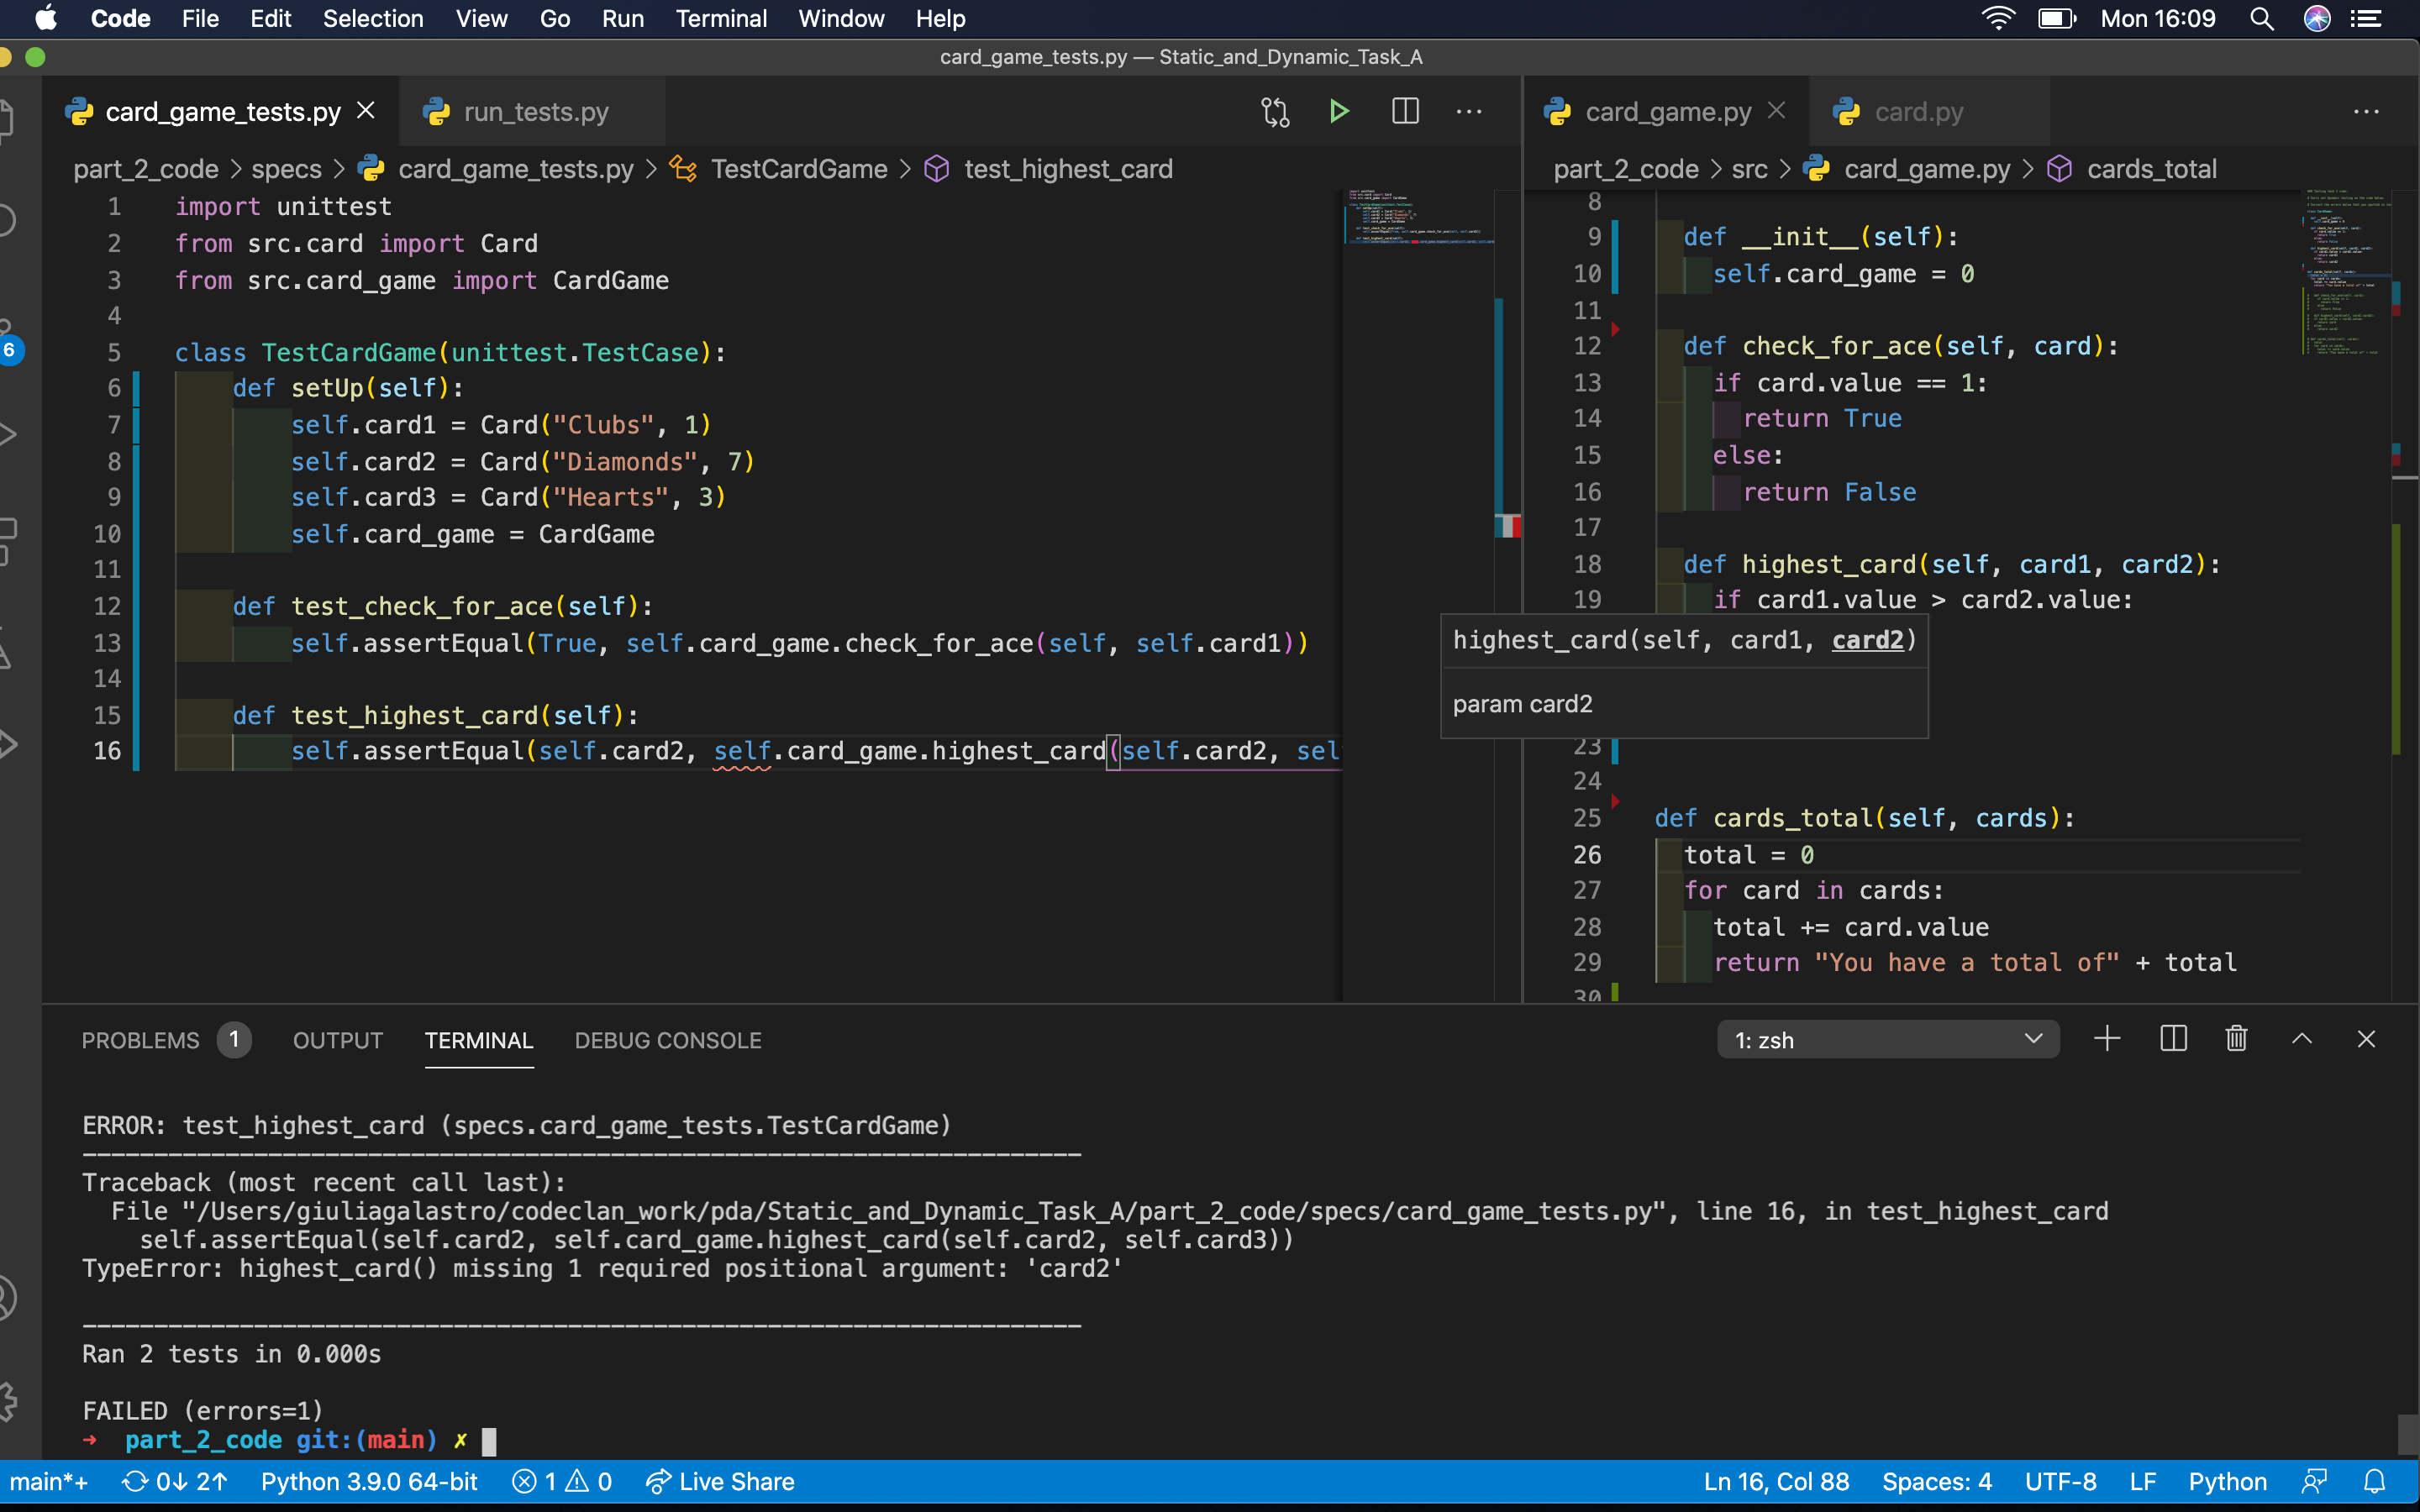 Code File Edit Selection View Go Run Terminal Window Help Mon 16:09
card_game_tests.py — Static_and_Dynamic_Task_A
card_game_tests.py run_tests.py
part_2_code > specs > card_game_tests.py > TestCardGame > test_highest_card
1 import unittest
2 from src.card import Card
3 from src.card_game import CardGame
4
5 class TestCardGame(unittest.TestCase):
6 def setUp(self):
7 self.card1 = Card("Clubs", 1)
8 self.card2 = Card("Diamonds", 7)
9 self.card3 = Card("Hearts", 3)
10 self.card_game = CardGame
11
12 def test_check_for_ace(self):
13 self.assertEqual(True, self.card_game.check_for_ace(self, self.card1))
14
15 def test_highest_card(self):
16 self.assertEqual(self.card2, self.card_game.highest_card(self.card2, sel
6
card_game.py card.py
part_2_code > src > card_game.py > cards_total
8
9 def __init__(self):
10 self.card_game = 0
11
12 def check_for_ace(self, card):
13 if card.value == 1:
14 return True
15 else:
16 return False
17
18 def highest_card(self, card1, card2):
19 if card1.value > card2.value:
highest_card(self, card1, card2)
param card2
23
24
25 def cards_total(self, cards):
26 total = 0
27 for card in cards:
28 total += card.value
29 return "You have a total of" + total
30
PROBLEMS 1 OUTPUT TERMINAL DEBUG CONSOLE 1: zsh
ERROR: test_highest_card (specs.card_game_tests.TestCardGame)
----------------------------------------------------------------------
Traceback (most recent call last):
File "/Users/giuliagalastro/codeclan_work/pda/Static_and_Dynamic_Task_A/part_2_code/specs/card_game_tests.py", line 16, in test_highest_card
self.assertEqual(self.card2, self.card_game.highest_card(self.card2, self.card3))
TypeError: highest_card() missing 1 required positional argument: 'card2'
----------------------------------------------------------------------
Ran 2 tests in 0.000s
FAILED (errors=1)
➜ part_2_code git:(main) ✗
main*+ 0↓ 2↑ Python 3.9.0 64-bit 1 0 Live Share Ln 16, Col 88 Spaces: 4 UTF-8 LF Python